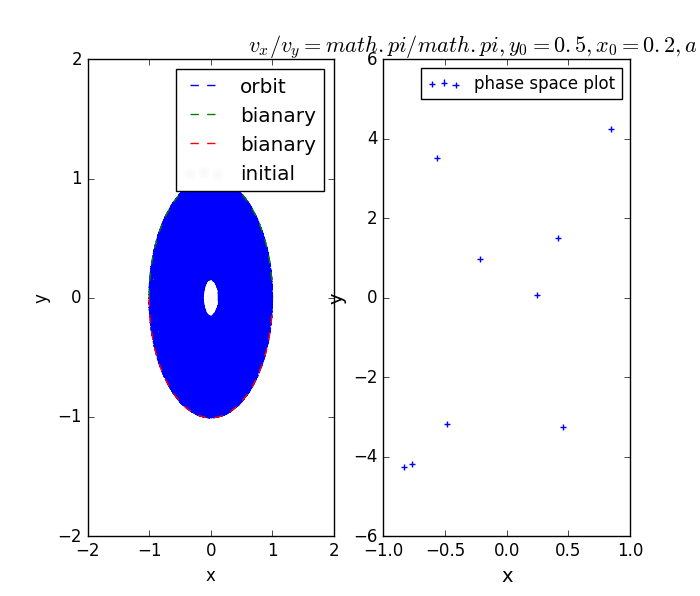 v_x/v_y = math.pi/math.pi, y_0 = 0.5, x_0 = 0.2, a
2
1
0
−1
−2
y
−2 −1 0 1 2
x
orbit
bianary
bianary
initial
6
4
2
0
−2
−4
−6
y
−1.0 −0.5 0.0 0.5 1.0
x
phase space plot